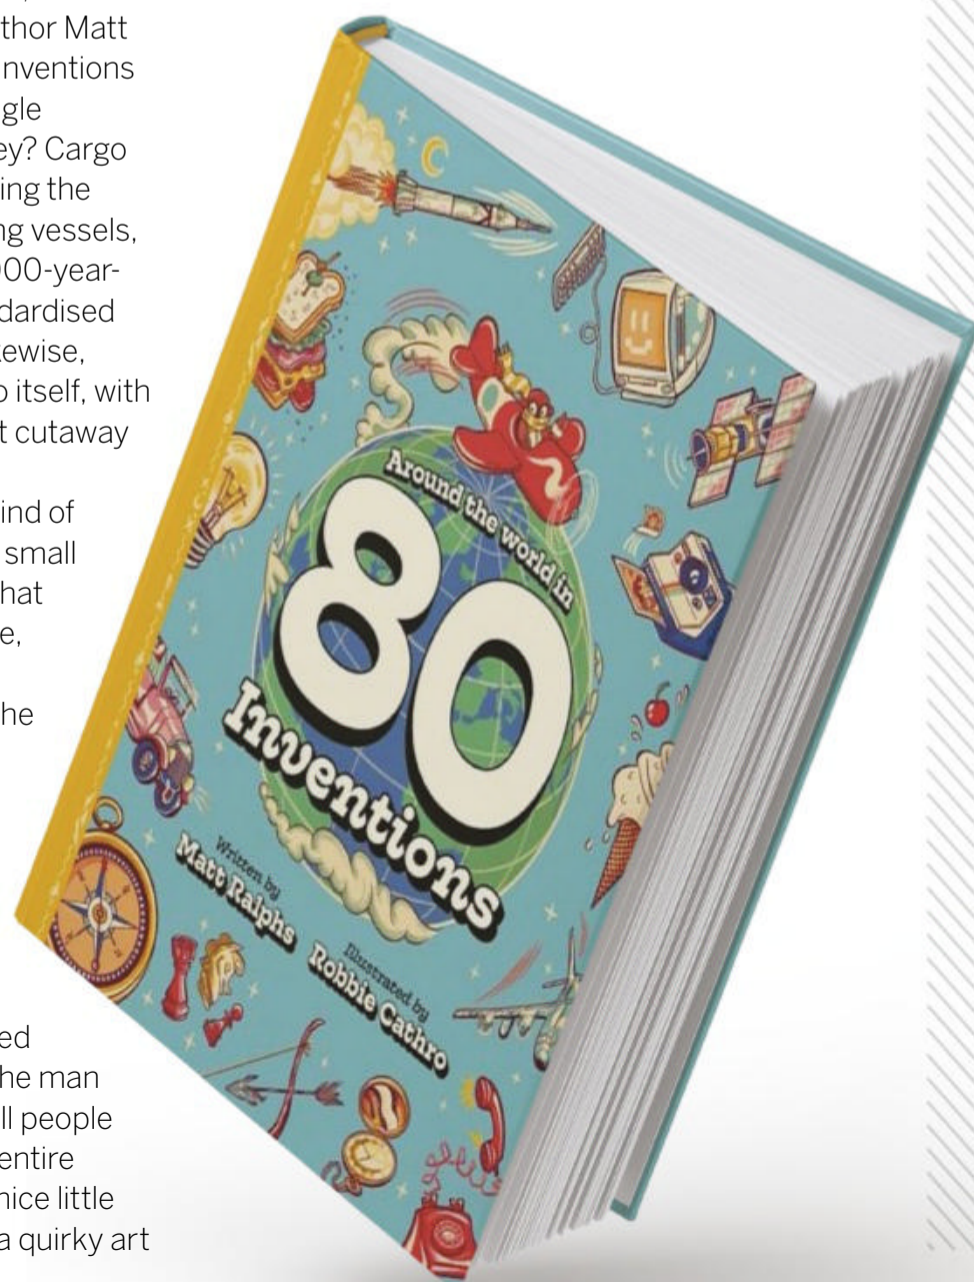 thor Matt
nventions
gle
ey? Cargo
ing the
ng vessels,
000-year-
dardised
kewise,
o itself, with
t cutaway
ind of
small
hat
e,
he
ed
he man
ll people
entire
nice little
a quirky art
Around the world in
80
Inventions
Written by
Matt Ralphs
Illustrated by
Robbie Cathro